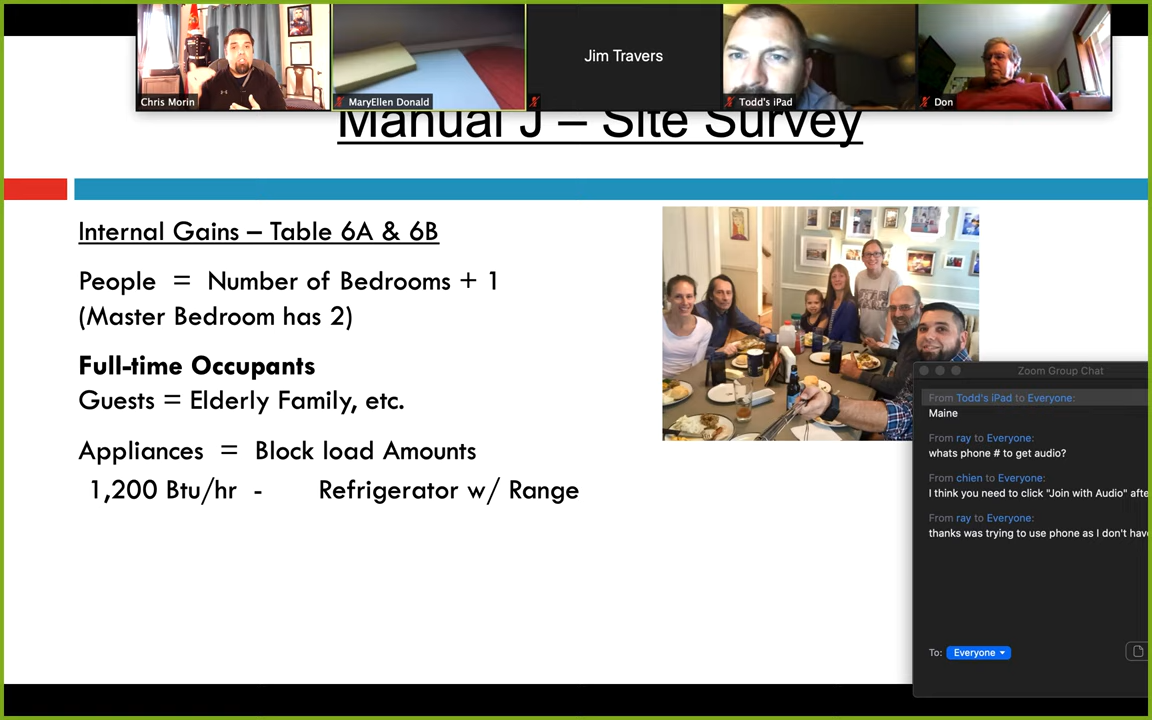 Jim Travers
Chris Morin
MaryEllen Donald
Todd's iPad
Don
Manual J – Site Survey
Internal Gains – Table 6A & 6B
People = Number of Bedrooms + 1
(Master Bedroom has 2)
Full-time Occupants
Guests = Elderly Family, etc.
Appliances = Block load Amounts
1,200 Btu/hr - Refrigerator w/ Range
Zoom Group Chat
From Todd's iPad to Everyone:
Maine
From ray to Everyone:
whats phone # to get audio?
From chien to Everyone:
I think you need to click "Join with Audio" afte
From ray to Everyone:
thanks was trying to use phone as I don't hav
To: Everyone